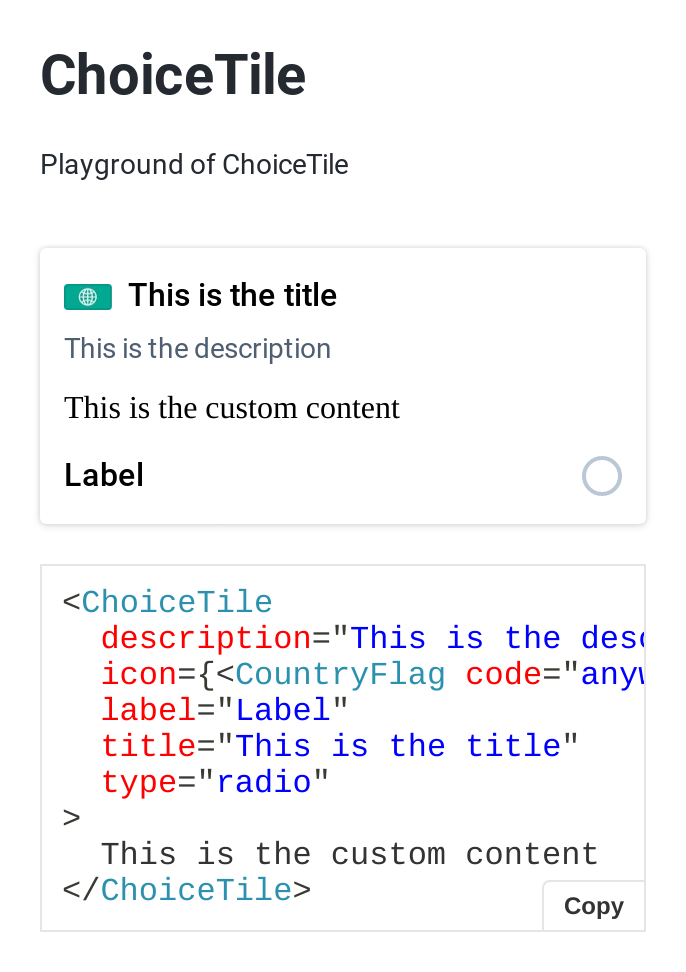 ChoiceTile
Playground of ChoiceTile
This is the title
This is the description
This is the custom content
Label
<ChoiceTile
  description="This is the desc
  icon={<CountryFlag code="anyw
  label="Label"
  title="This is the title"
  type="radio"
>
  This is the custom content
</ChoiceTile>
Copy